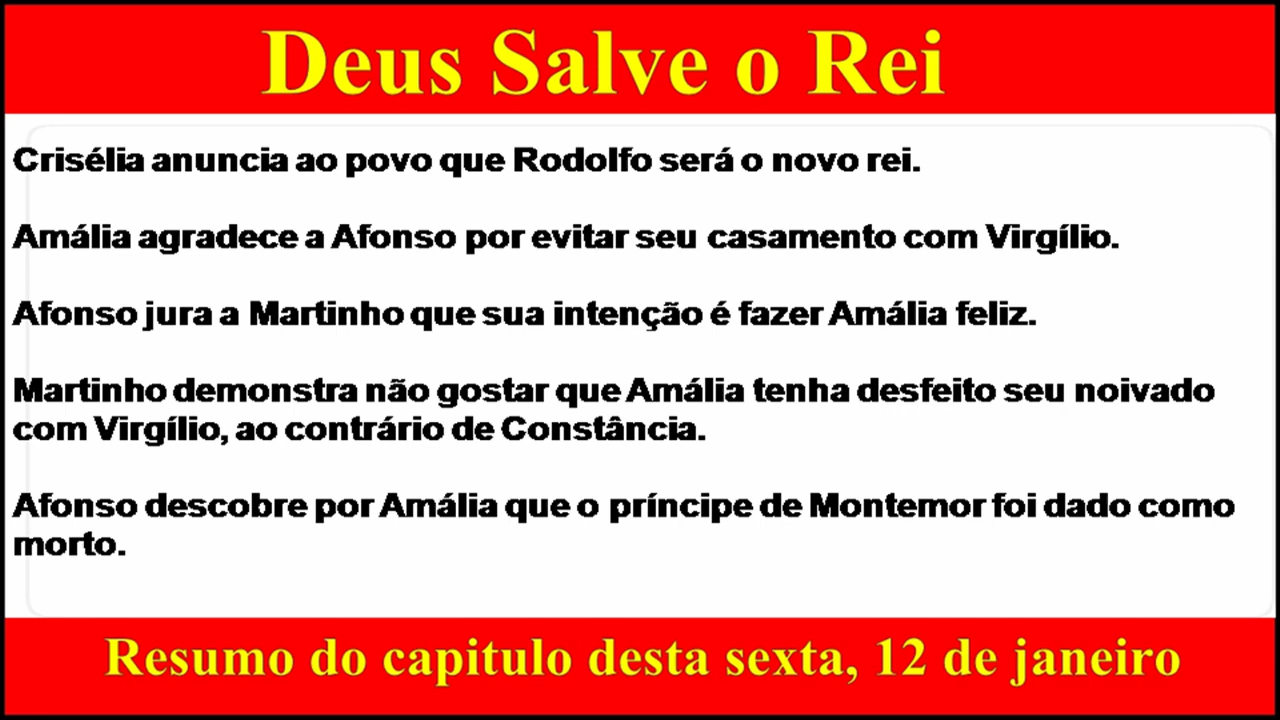 Deus Salve o Rei
Crisélia anuncia ao povo que Rodolfo será o novo rei.
Amália agradece a Afonso por evitar seu casamento com Virgílio.
Afonso jura a Martinho que sua intenção é fazer Amália feliz.
Martinho demonstra não gostar que Amália tenha desfeito seu noivado
com Virgílio, ao contrário de Constância.
Afonso descobre por Amália que o príncipe de Montemor foi dado como
morto.
Resumo do capitulo desta sexta, 12 de janeiro